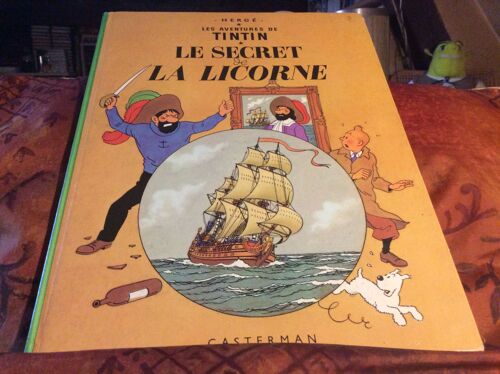 HERGÉ
LES AVENTURES DE
TINTIN
LE SECRET
DE
LA LICORNE
CASTERMAN